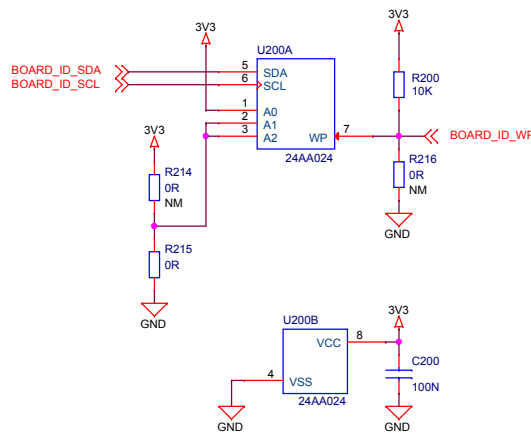 3V3
3V3
U200A
BOARD_ID_SDA
5
SDA
R200
10K
BOARD_ID_SCL
6
SCL
1
A0
2
A1
3
A2
WP
7
BOARD_ID_WP
24AA024
3V3
R214
0R
NM
R216
0R
NM
GND
R215
0R
GND
3V3
U200B
VCC
8
C200
100N
4
VSS
24AA024
GND
GND